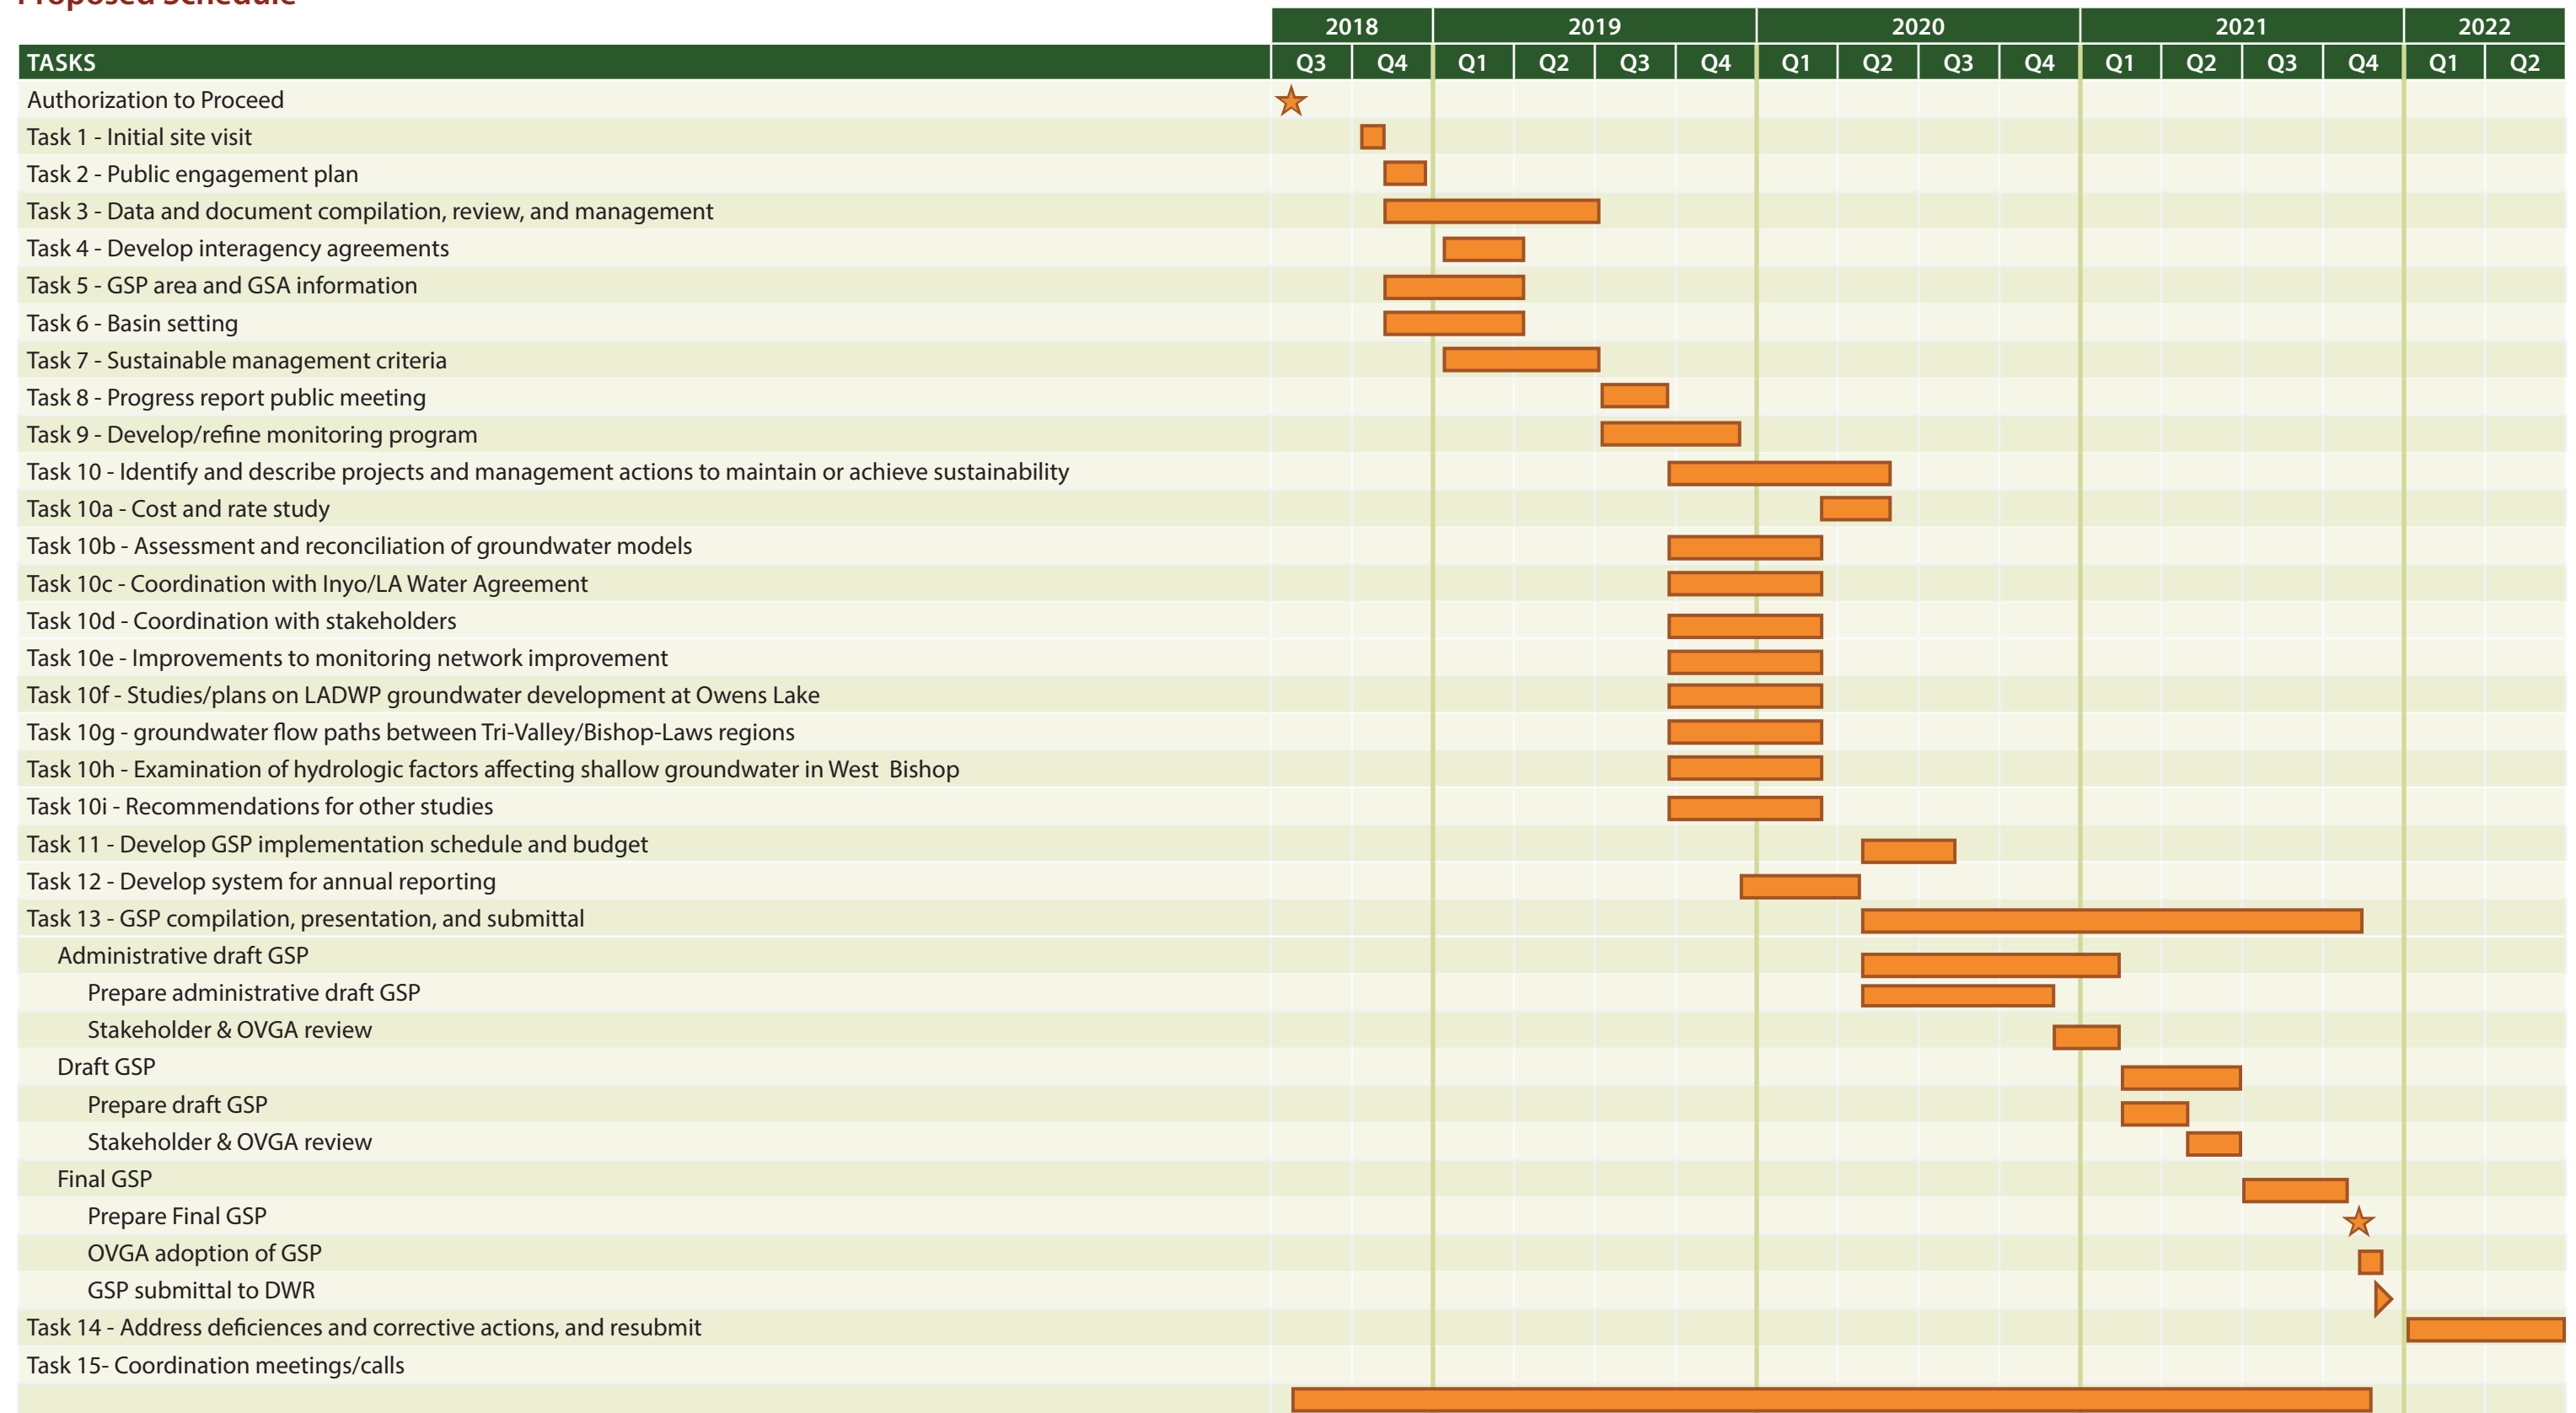 Proposed Schedule
2018 2019 2020 2021 2022
TASKS Q3 Q4 Q1 Q2 Q3 Q4 Q1 Q2 Q3 Q4 Q1 Q2 Q3 Q4 Q1 Q2
Authorization to Proceed
Task 1 - Initial site visit
Task 2 - Public engagement plan
Task 3 - Data and document compilation, review, and management
Task 4 - Develop interagency agreements
Task 5 - GSP area and GSA information
Task 6 - Basin setting
Task 7 - Sustainable management criteria
Task 8 - Progress report public meeting
Task 9 - Develop/refine monitoring program
Task 10 - Identify and describe projects and management actions to maintain or achieve sustainability
Task 10a - Cost and rate study
Task 10b - Assessment and reconciliation of groundwater models
Task 10c - Coordination with Inyo/LA Water Agreement
Task 10d - Coordination with stakeholders
Task 10e - Improvements to monitoring network improvement
Task 10f - Studies/plans on LADWP groundwater development at Owens Lake
Task 10g - groundwater flow paths between Tri-Valley/Bishop-Laws regions
Task 10h - Examination of hydrologic factors affecting shallow groundwater in West Bishop
Task 10i - Recommendations for other studies
Task 11 - Develop GSP implementation schedule and budget
Task 12 - Develop system for annual reporting
Task 13 - GSP compilation, presentation, and submittal
Administrative draft GSP
Prepare administrative draft GSP
Stakeholder & OVGA review
Draft GSP
Prepare draft GSP
Stakeholder & OVGA review
Final GSP
Prepare Final GSP
OVGA adoption of GSP
GSP submittal to DWR
Task 14 - Address deficiences and corrective actions, and resubmit
Task 15- Coordination meetings/calls